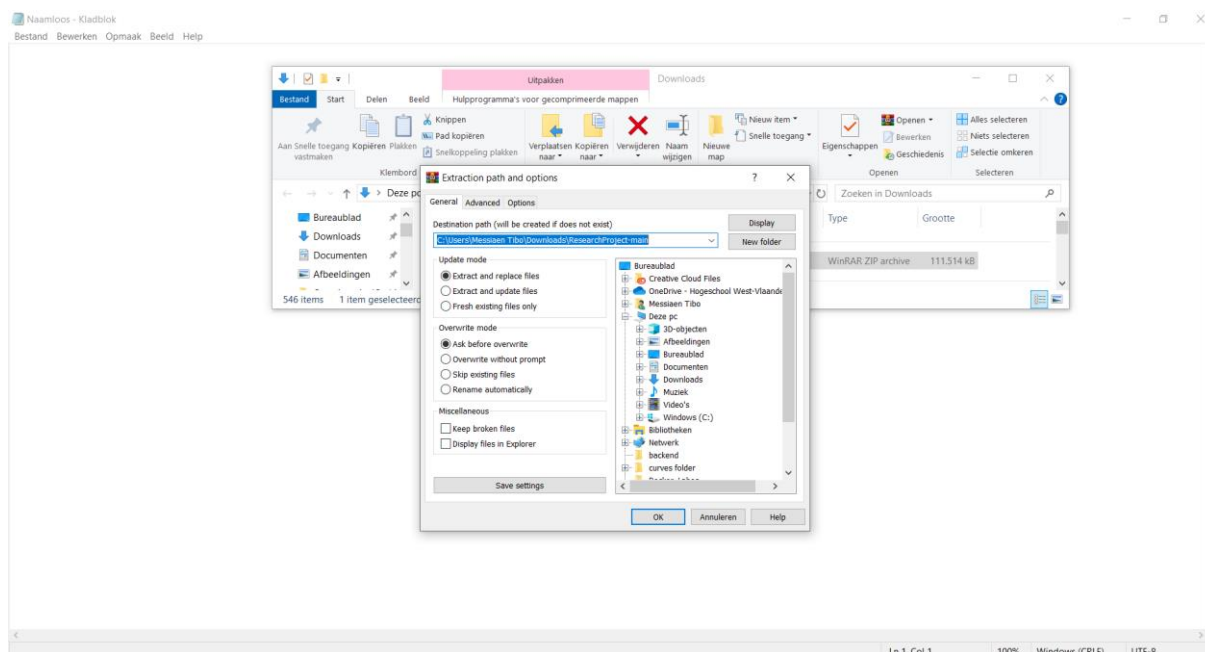 Naamloos - Kladblok
Bestand Bewerken Opmaak Beeld Help
Uitpakken Downloads
Bestand Start Delen Beeld Hulpprogramma's voor gecomprimeerde mappen
Aan Snelle toegang vastmaken
Kopiëren
Plakken
Knippen
Pad kopiëren
Snelkoppeling plakken
Verplaatsen naar
Kopiëren naar
Verwijderen
Naam wijzigen
Nieuwe map
Nieuw item
Snelle toegang
Eigenschappen
Openen
Bewerken
Geschiedenis
Alles selecteren
Niets selecteren
Selectie omkeren
Klembord
Openen
Selecteren
Deze pc
Zoeken in Downloads
Bureaublad
Downloads
Documenten
Afbeeldingen
Type Grootte
WinRAR ZIP archive 111.514 kB
546 items 1 item geselecteerd
Extraction path and options
?
General Advanced Options
Destination path (will be created if does not exist)
C:\Users\Messiaen Tibo\Downloads\ResearchProject-main
Display
New folder
Update mode
Extract and replace files
Extract and update files
Fresh existing files only
Overwrite mode
Ask before overwrite
Overwrite without prompt
Skip existing files
Rename automatically
Miscellaneous
Keep broken files
Display files in Explorer
Save settings
Bureaublad
Creative Cloud Files
OneDrive - Hogeschool West-Vlaande
Messiaen Tibo
Deze pc
3D-objecten
Afbeeldingen
Bureaublad
Documenten
Downloads
Muziek
Video's
Windows (C:)
Bibliotheken
Netwerk
backend
curves folder
OK Annuleren Help
Ln 1, Col 1 100% Windows (CRLF) UTF-8